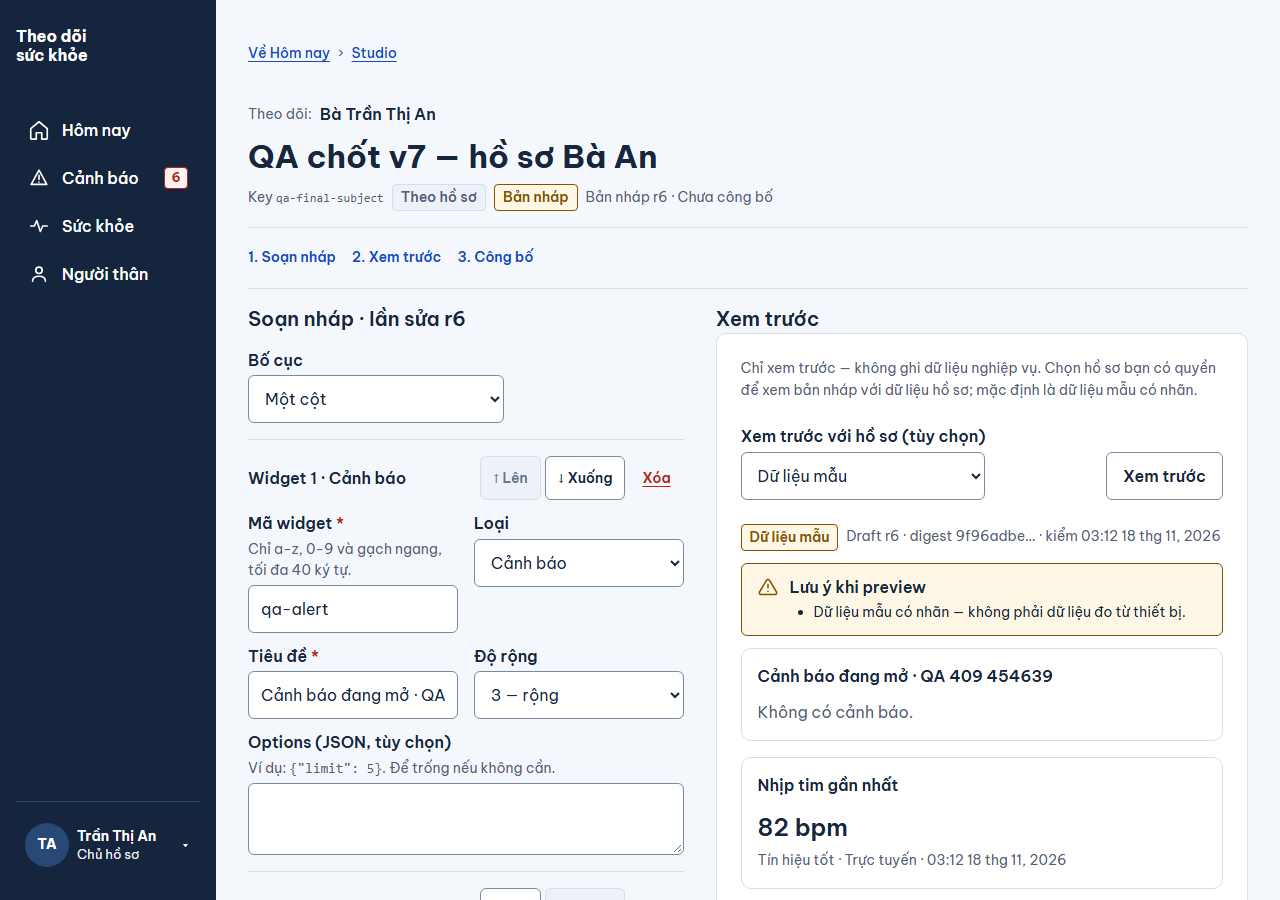 Theo dõi
sức khỏe
Hôm nay
Cảnh báo 6
Sức khỏe
Người thân
TA
Trần Thị An
Chủ hồ sơ
Về Hôm nay › Studio
Theo dõi: Bà Trần Thị An
QA chốt v7 — hồ sơ Bà An
Key qa-final-subject Theo hồ sơ Bản nháp Bản nháp r6 · Chưa công bố
1. Soạn nháp 2. Xem trước 3. Công bố
Soạn nháp · lần sửa r6
Bố cục
Một cột
Widget 1 · Cảnh báo ↑ Lên ↓ Xuống Xóa
Mã widget *
Chỉ a-z, 0-9 và gạch ngang,
tối đa 40 ký tự.
qa-alert
Loại
Cảnh báo
Tiêu đề *
Cảnh báo đang mở · QA
Độ rộng
3 — rộng
Options (JSON, tùy chọn)
Ví dụ: {"limit": 5}. Để trống nếu không cần.
Xem trước
Chỉ xem trước — không ghi dữ liệu nghiệp vụ. Chọn hồ sơ bạn có quyền
để xem bản nháp với dữ liệu hồ sơ; mặc định là dữ liệu mẫu có nhãn.
Xem trước với hồ sơ (tùy chọn)
Dữ liệu mẫu Xem trước
Dữ liệu mẫu Draft r6 · digest 9f96adbe… · kiểm 03:12 18 thg 11, 2026
Lưu ý khi preview
• Dữ liệu mẫu có nhãn — không phải dữ liệu đo từ thiết bị.
Cảnh báo đang mở · QA 409 454639
Không có cảnh báo.
Nhịp tim gần nhất
82 bpm
Tín hiệu tốt · Trực tuyến · 03:12 18 thg 11, 2026